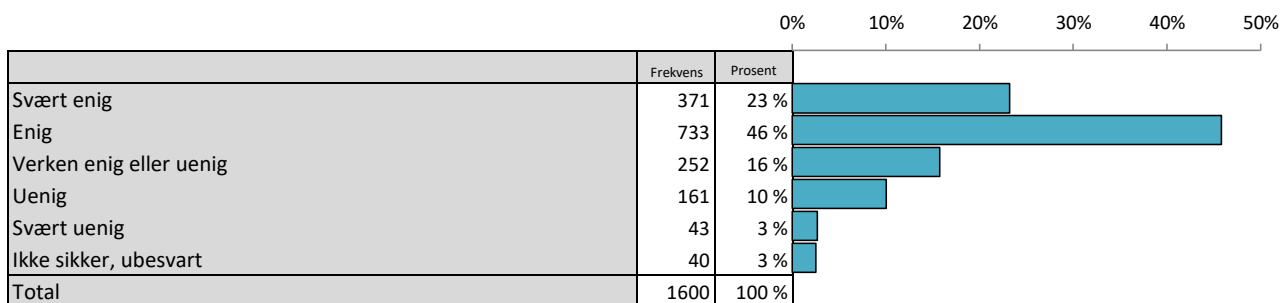 0% 10% 20% 30% 40% 50%
Frekvens Prosent
Svært enig 371 23 %
Enig 733 46 %
Verken enig eller uenig 252 16 %
Uenig 161 10 %
Svært uenig 43 3 %
Ikke sikker, ubesvart 40 3 %
Total 1600 100 %